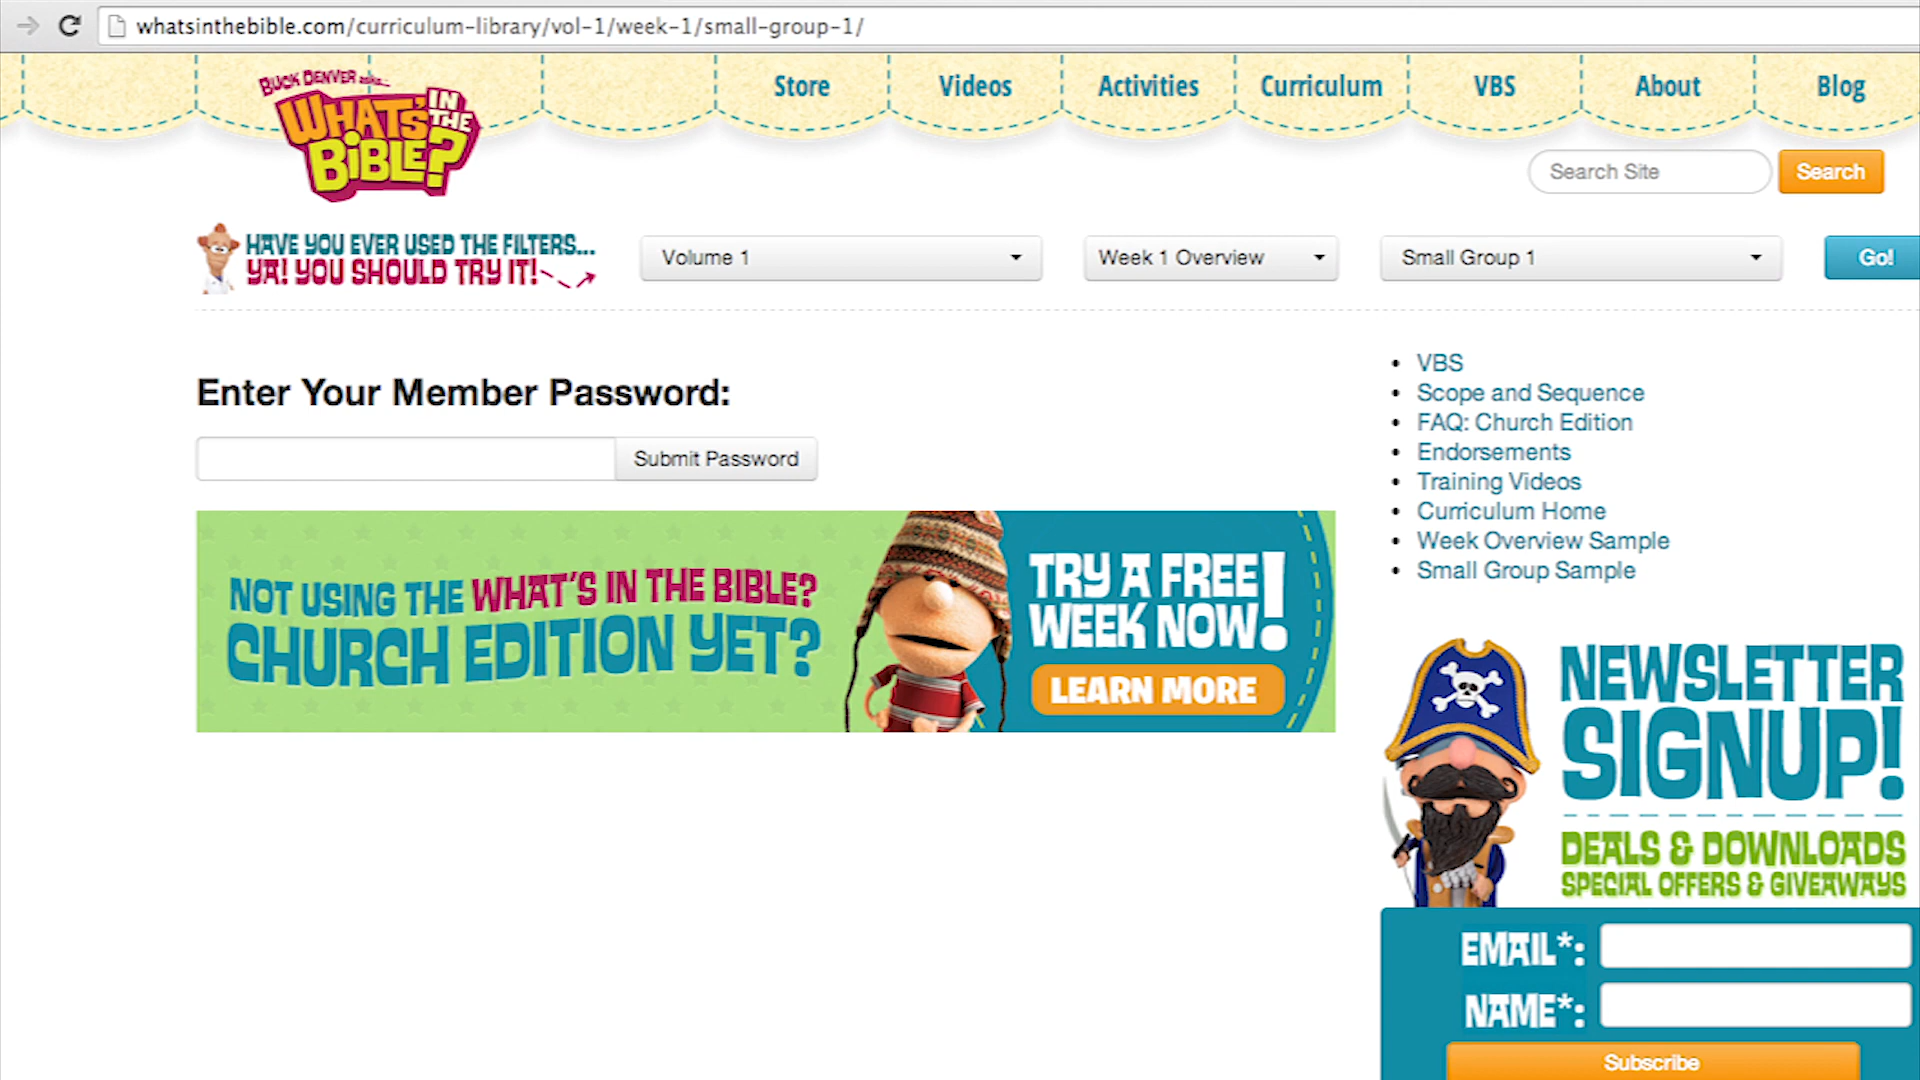 whatsinthebible.com/curriculum-library/vol-1/week-1/small-group-1/
BUCK DENVER asks...
WHAT'S IN THE BIBLE?
Store
Videos
Activities
Curriculum
VBS
About
Blog
Search Site
Search
HAVE YOU EVER USED THE FILTERS...
YA! YOU SHOULD TRY IT!
Volume 1
Week 1 Overview
Small Group 1
Go!
Enter Your Member Password:
Submit Password
NOT USING THE WHAT'S IN THE BIBLE?
CHURCH EDITION YET?
TRY A FREE
WEEK NOW!
LEARN MORE
• VBS
• Scope and Sequence
• FAQ: Church Edition
• Endorsements
• Training Videos
• Curriculum Home
• Week Overview Sample
• Small Group Sample
NEWSLETTER
SIGNUP!
DEALS & DOWNLOADS
SPECIAL OFFERS & GIVEAWAYS
EMAIL*:
NAME*:
Subscribe